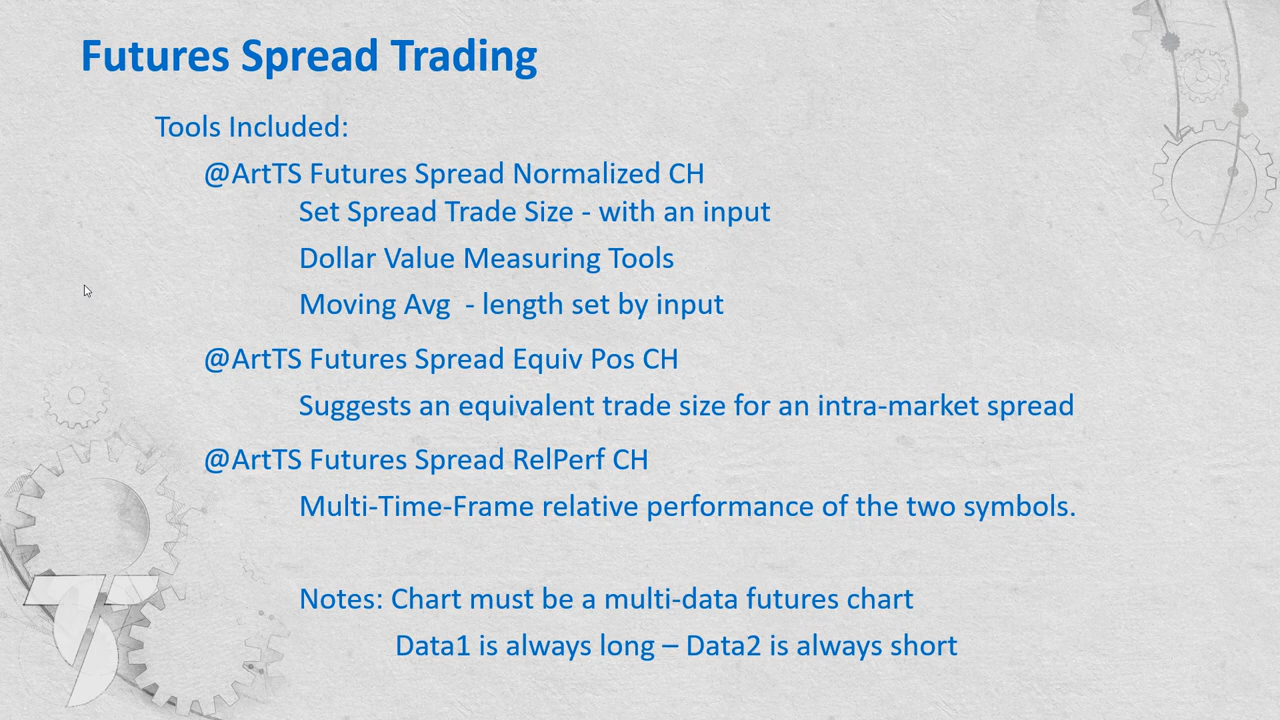 Futures Spread Trading
Tools Included:
@ArtTS Futures Spread Normalized CH
Set Spread Trade Size - with an input
Dollar Value Measuring Tools
Moving Avg  - length set by input
@ArtTS Futures Spread Equiv Pos CH
Suggests an equivalent trade size for an intra-market spread
@ArtTS Futures Spread RelPerf CH
Multi-Time-Frame relative performance of the two symbols.
Notes: Chart must be a multi-data futures chart
Data1 is always long – Data2 is always short